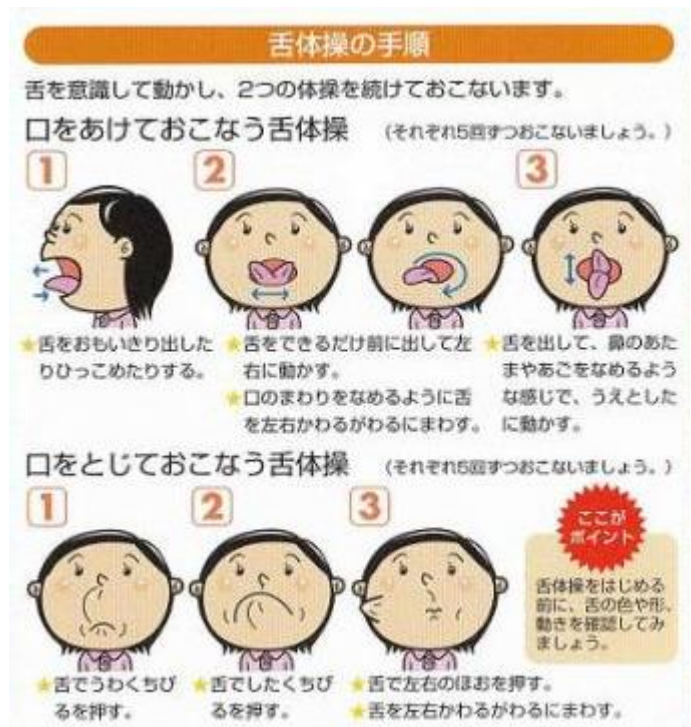 舌体操の手順
舌を意識して動かし、2つの体操を続けておこないます。
口をあけておこなう舌体操 (それぞれ5回ずつおこないましょう。)
1
2
3
★舌をおもいきり出した
りひっこめたりする。
★舌をできるだけ前に出して左
右に動かす。
★口のまわりをなめるように舌
を左右かわるがわるにまわす。
★舌を出して、鼻のあた
まやあごをなめるよう
な感じで、うえとした
に動かす。
口をとじておこなう舌体操 (それぞれ5回ずつおこないましょう。)
1
2
3
★舌でうわくちび
るを押す。
★舌でしたくちび
るを押す。
★舌で左右のほおを押す。
★舌を左右かわるがわるにまわす。
ここが
ポイント
舌体操をはじめる
前に、舌の色や形、
動きを確認してみ
ましょう。